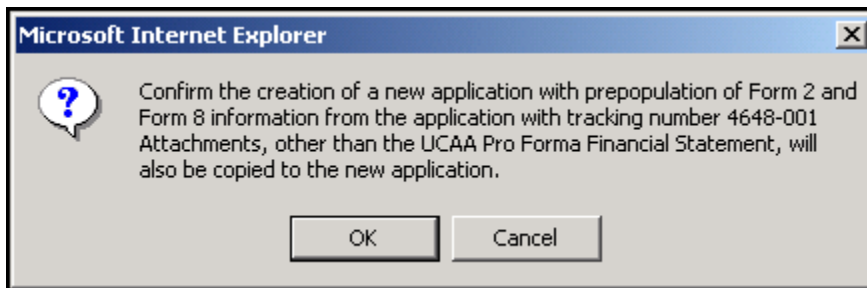 Microsoft Internet Explorer
Confirm the creation of a new application with prepopulation of Form 2 and
Form 8 information from the application with tracking number 4648-001
Attachments, other than the UCAA Pro Forma Financial Statement, will
also be copied to the new application.
OK Cancel